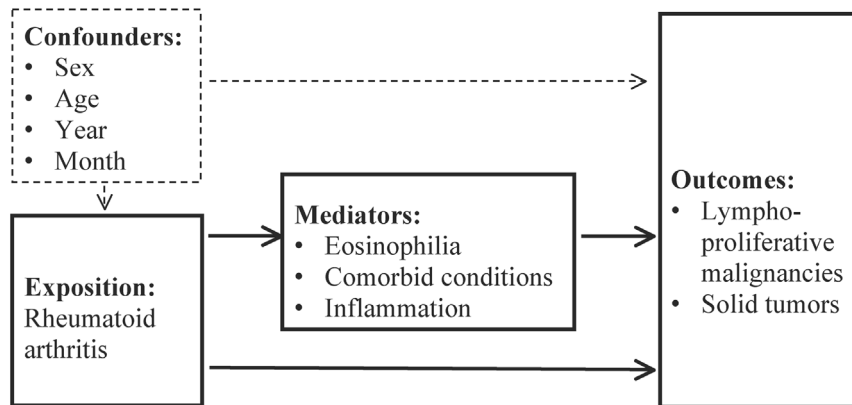 Confounders:
• Sex
• Age
• Year
• Month
Exposition:
Rheumatoid
arthritis
Mediators:
• Eosinophilia
• Comorbid conditions
• Inflammation
Outcomes:
• Lympho-
proliferative
malignancies
• Solid tumors